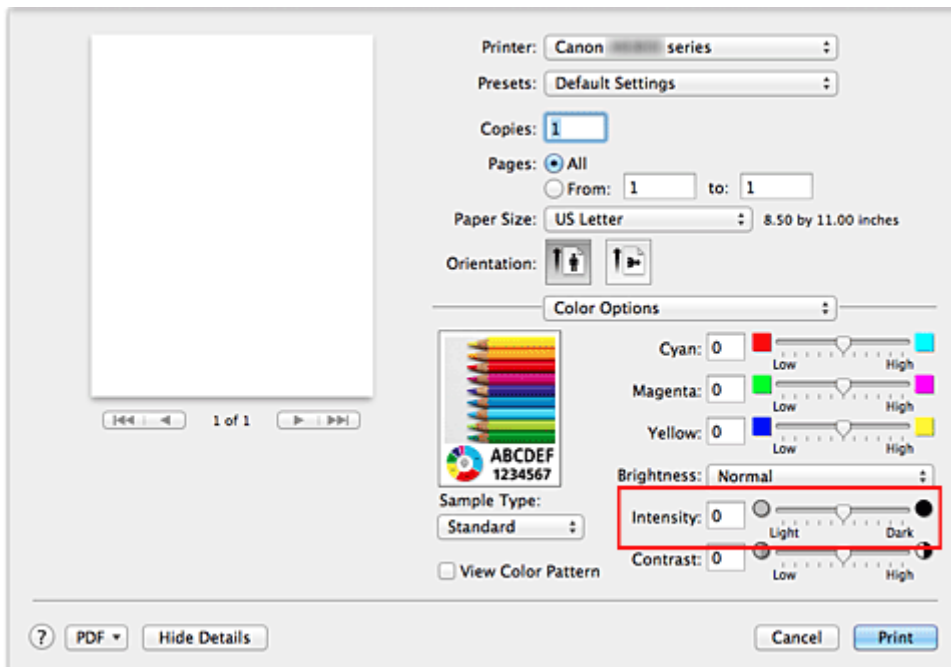 Printer: Canon series
Presets: Default Settings
Copies: 1
Pages: All
From: 1 to: 1
Paper Size: US Letter 8.50 by 11.00 inches
Orientation:
Color Options
1 of 1
ABCDEF
1234567
Sample Type:
Standard
View Color Pattern
Cyan: 0
Low High
Magenta: 0
Low High
Yellow: 0
Low High
Brightness: Normal
Intensity: 0
Light Dark
Contrast: 0
Low High
? PDF Hide Details Cancel Print